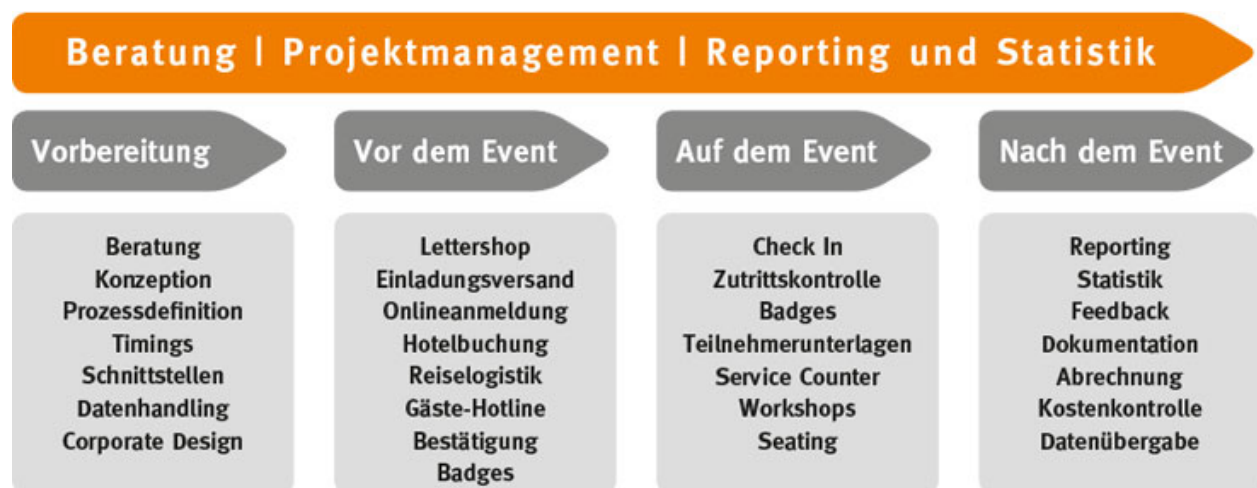 Beratung | Projektmanagement | Reporting und Statistik
Vorbereitung
Beratung
Konzeption
Prozessdefinition
Timings
Schnittstellen
Datenhandling
Corporate Design
Vor dem Event
Lettershop
Einladungsversand
Onlineanmeldung
Hotelbuchung
Reiselogistik
Gäste-Hotline
Bestätigung
Badges
Auf dem Event
Check In
Zutrittskontrolle
Badges
Teilnehmerunterlagen
Service Counter
Workshops
Seating
Nach dem Event
Reporting
Statistik
Feedback
Dokumentation
Abrechnung
Kostenkontrolle
Datenübergabe